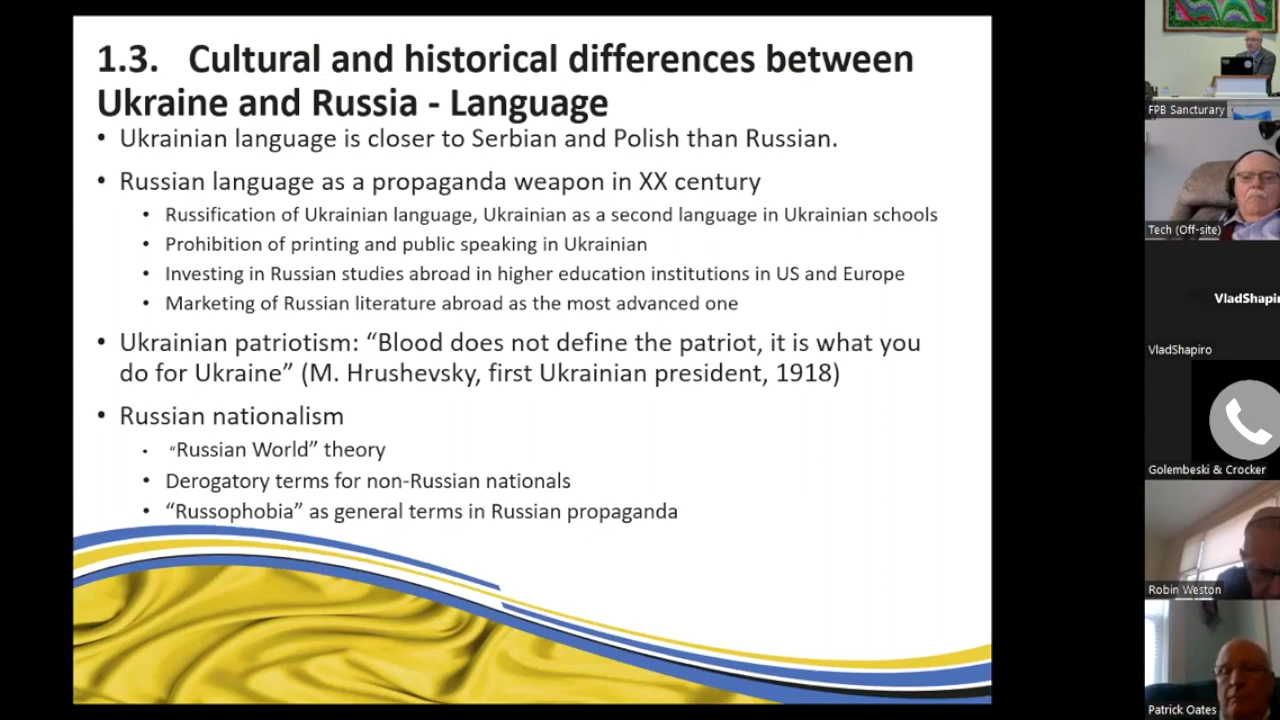 1.3. Cultural and historical differences between
Ukraine and Russia - Language
• Ukrainian language is closer to Serbian and Polish than Russian.
• Russian language as a propaganda weapon in XX century
• Russification of Ukrainian language, Ukrainian as a second language in Ukrainian schools
• Prohibition of printing and public speaking in Ukrainian
• Investing in Russian studies abroad in higher education institutions in US and Europe
• Marketing of Russian literature abroad as the most advanced one
• Ukrainian patriotism: “Blood does not define the patriot, it is what you
do for Ukraine” (M. Hrushevsky, first Ukrainian president, 1918)
• Russian nationalism
• “Russian World” theory
• Derogatory terms for non-Russian nationals
• “Russophobia” as general terms in Russian propaganda
FPB Sancturary
Tech (Off-site)
VladShapi
VladShapiro
Golembeski & Crocker
Robin Weston
Patrick Oates